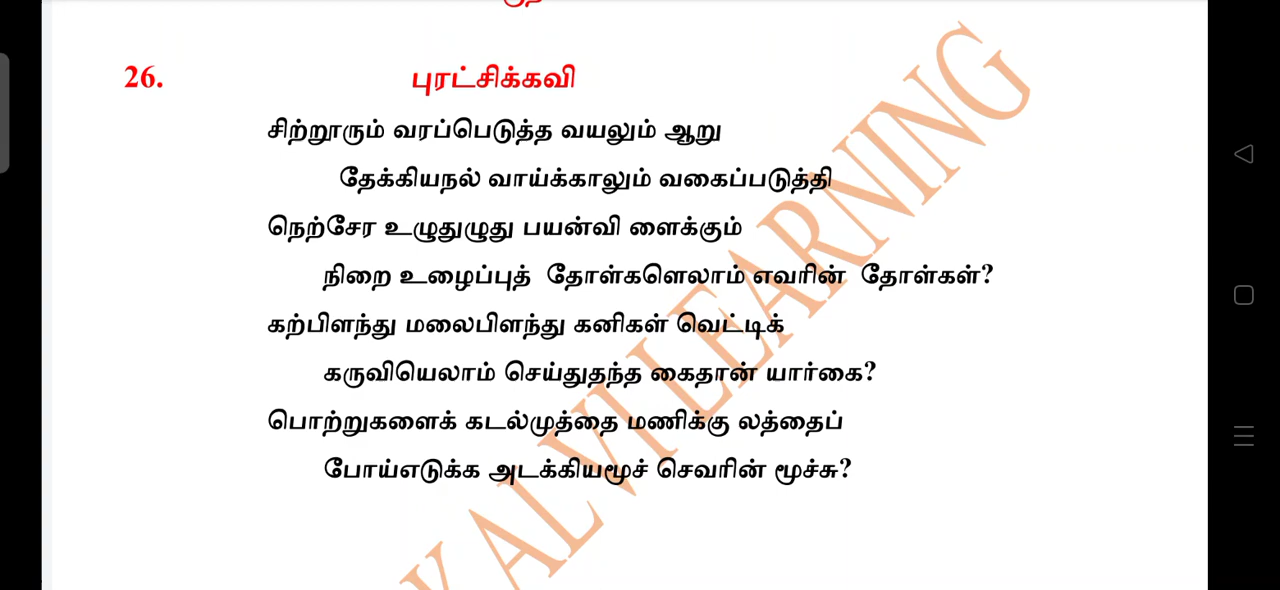 26. புரட்சிக்கவி
சிற்றூரும் வரப்பெடுத்த வயலும் ஆறு
தேக்கியநல் வாய்க்காலும் வகைப்படுத்தி
நெற்சேர உழுதுழுது பயன்வி ளைக்கும்
நிறை உழைப்புத் தோள்களெலாம் எவரின் தோள்கள்?
கற்பிளந்து மலைபிளந்து கனிகள் வெட்டிக்
கருவியெலாம் செய்துதந்த கைதான் யார்கை?
பொற்றுகளைக் கடல்முத்தை மணிக்கு லத்தைப்
போய்எடுக்க அடக்கியமூச் செவரின் மூச்சு?
KALVI LEARNING